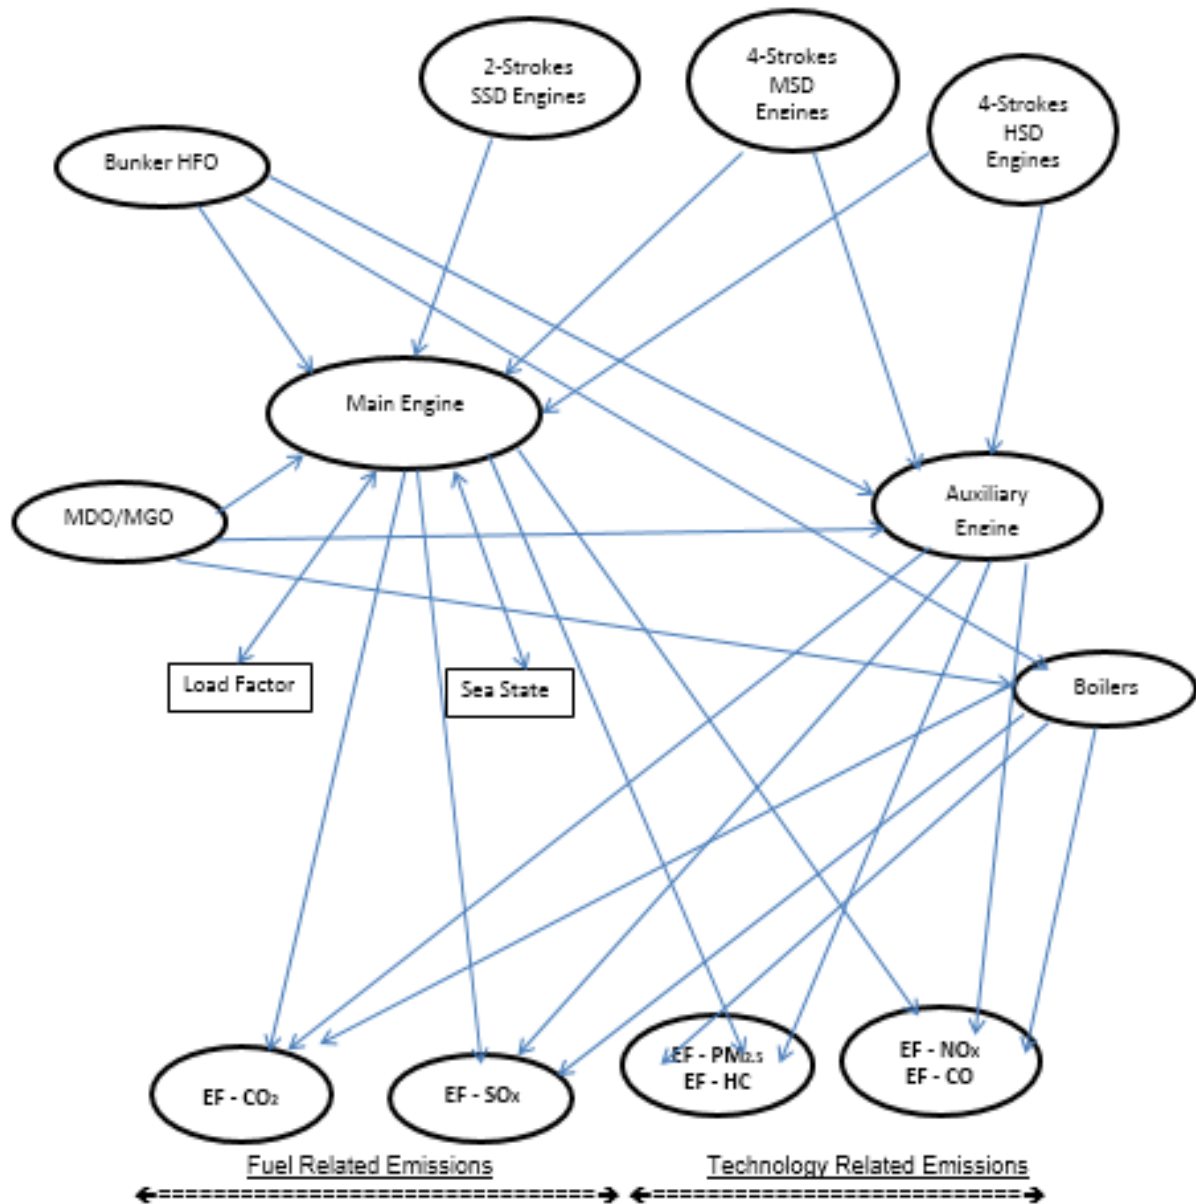 2-Strokes
SSD Engines
4-Strokes
MSD
Engines
4-Strokes
HSD
Engines
Bunker HFO
Main Engine
MDO/MGO
Auxiliary
Engine
Load Factor
Sea State
Boilers
EF - CO₂
EF - SOx
EF - PM₂.₅
EF - HC
EF - NOx
EF - CO
Fuel Related Emissions
Technology Related Emissions